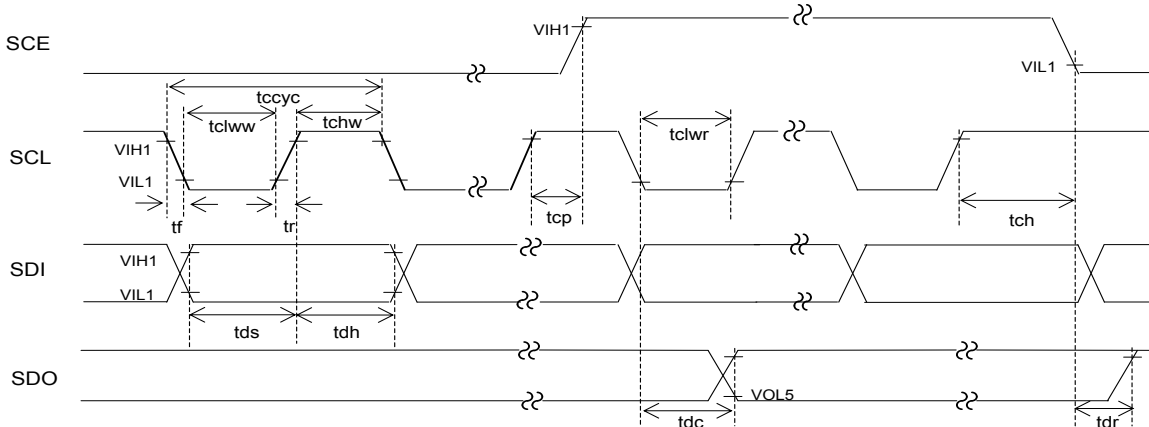 SCE
VIH1
VIL1
tccyc
tclww
tchw
tclwr
SCL
VIH1
VIL1
tf
tr
tcp
tch
SDI
VIH1
VIL1
tds
tdh
SDO
VOL5
tdc
tdr